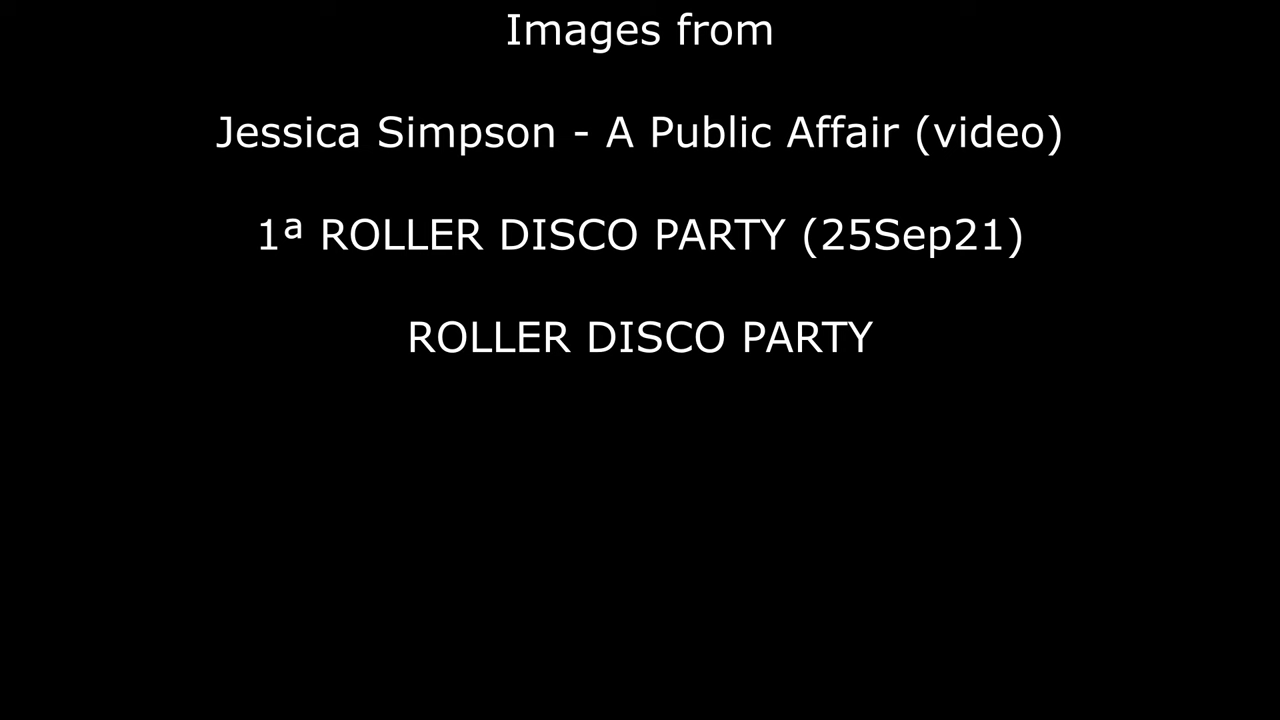 Images from
Jessica Simpson - A Public Affair (video)
1ª ROLLER DISCO PARTY (25Sep21)
ROLLER DISCO PARTY